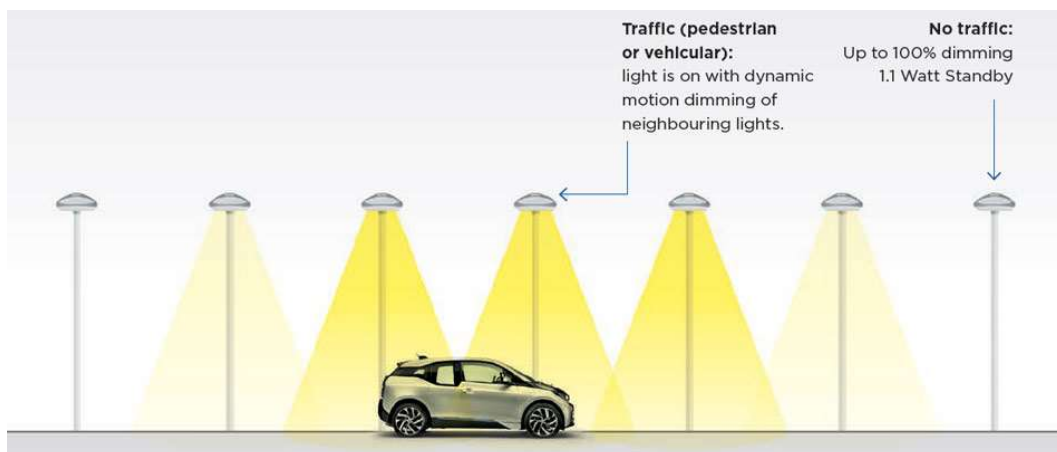 Traffic (pedestrian
or vehicular):
light is on with dynamic
motion dimming of
neighbouring lights.
No traffic:
Up to 100% dimming
1.1 Watt Standby